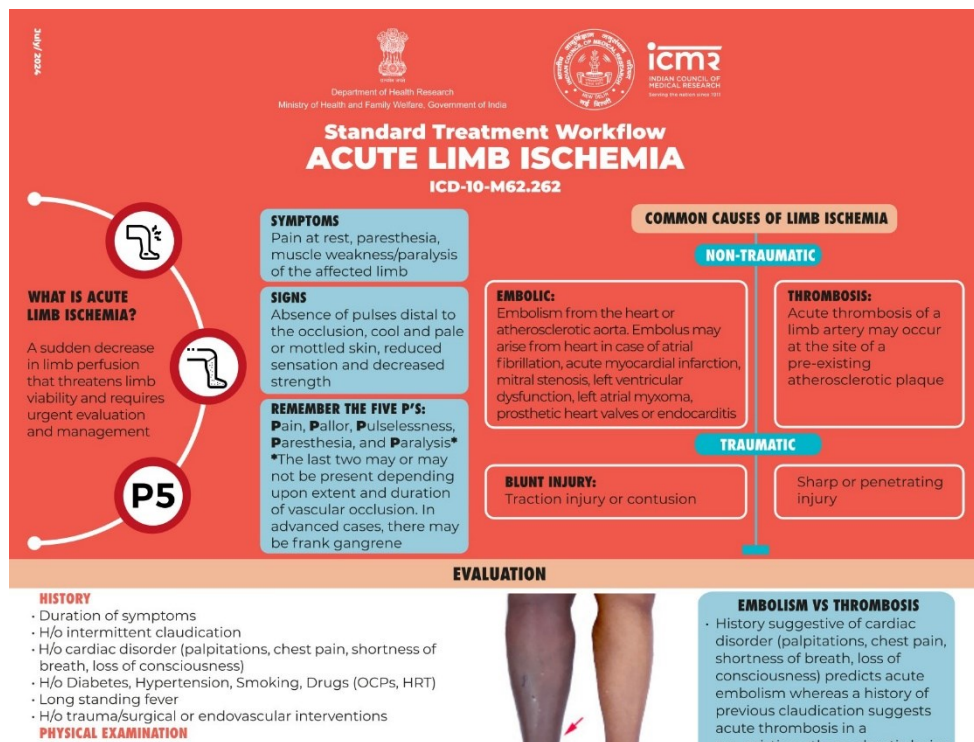 July/ 2024
Department of Health Research
Ministry of Health and Family Welfare, Government of India
icmr
INDIAN COUNCIL OF
MEDICAL RESEARCH
Serving the nation since 1911
Standard Treatment Workflow
ACUTE LIMB ISCHEMIA
ICD-10-M62.262
WHAT IS ACUTE
LIMB ISCHEMIA?
A sudden decrease
in limb perfusion
that threatens limb
viability and requires
urgent evaluation
and management
P5
SYMPTOMS
Pain at rest, paresthesia,
muscle weakness/paralysis
of the affected limb
SIGNS
Absence of pulses distal
to the occlusion, cool and pale
or mottled skin, reduced
sensation and decreased
strength
REMEMBER THE FIVE P'S:
Pain, Pallor, Pulselessness,
Paresthesia, and Paralysis*
*The last two may or may
not be present depending
upon extent and duration
of vascular occlusion. In
advanced cases, there may
be frank gangrene
COMMON CAUSES OF LIMB ISCHEMIA
NON-TRAUMATIC
EMBOLIC:
Embolism from the heart or
atherosclerotic aorta. Embolus may
arise from heart in case of atrial
fibrillation, acute myocardial infarction,
mitral stenosis, left ventricular
dysfunction, left atrial myxoma,
prosthetic heart valves or endocarditis
THROMBOSIS:
Acute thrombosis of a
limb artery may occur
at the site of a
pre-existing
atherosclerotic plaque
TRAUMATIC
BLUNT INJURY:
Traction injury or contusion
Sharp or penetrating
injury
EVALUATION
HISTORY
· Duration of symptoms
· H/o intermittent claudication
· H/o cardiac disorder (palpitations, chest pain, shortness of
breath, loss of consciousness)
· H/o Diabetes, Hypertension, Smoking, Drugs (OCPs, HRT)
· Long standing fever
· H/o trauma/surgical or endovascular interventions
PHYSICAL EXAMINATION
EMBOLISM VS THROMBOSIS
· History suggestive of cardiac
disorder (palpitations, chest pain,
shortness of breath, loss of
consciousness) predicts acute
embolism whereas a history of
previous claudication suggests
acute thrombosis in a